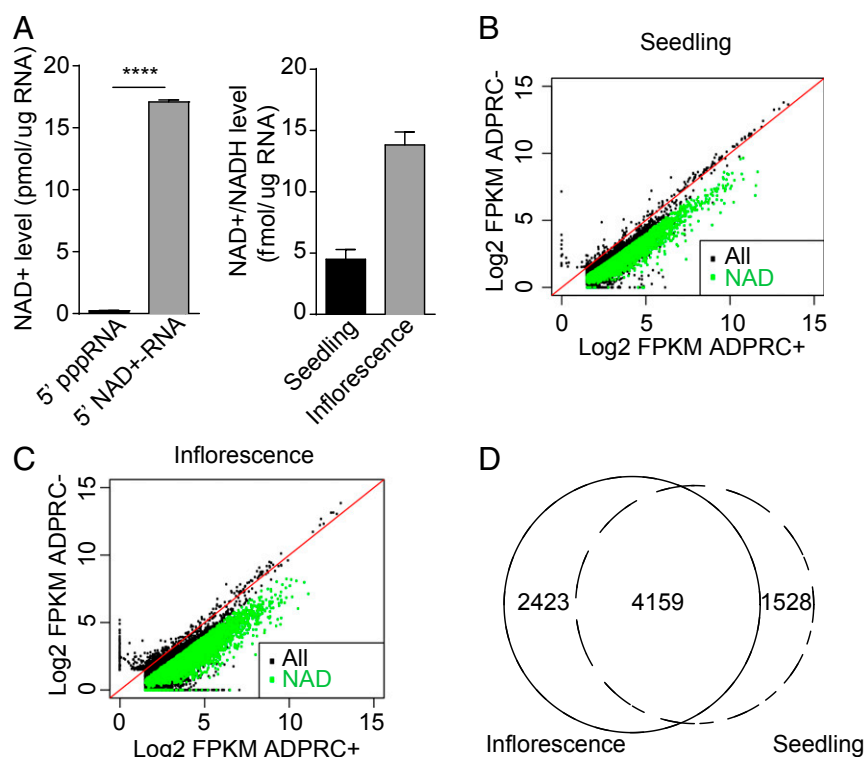 A
NAD+ level (pmol/ug RNA)
20
15
10
5
0
****
5' pppRNA
5' NAD+-RNA
NAD+/NADH level
(fmol/ug RNA)
20
15
10
5
0
Seedling
Inflorescence
B
Seedling
Log2 FPKM ADPRC-
15
10
5
0
All
NAD
0 5 10 15
Log2 FPKM ADPRC+
C
Inflorescence
Log2 FPKM ADPRC-
15
10
5
0
All
NAD
0 5 10 15
Log2 FPKM ADPRC+
D
2423 4159 1528
Inflorescence Seedling